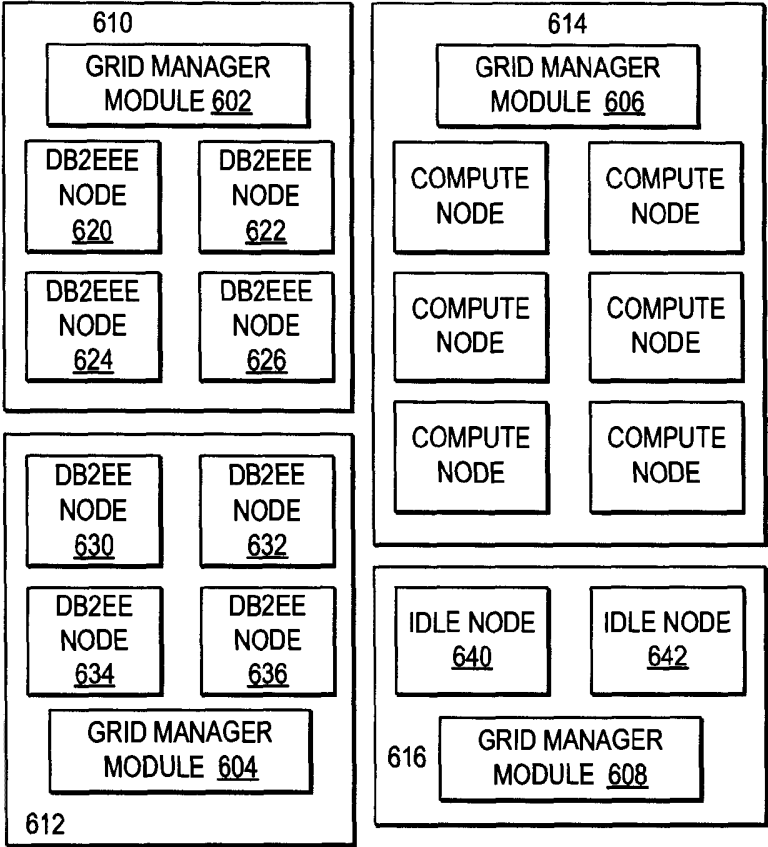 610
GRID MANAGER
MODULE 602
DB2EEE
NODE
620
DB2EEE
NODE
622
DB2EEE
NODE
624
DB2EEE
NODE
626
DB2EE
NODE
630
DB2EE
NODE
632
DB2EE
NODE
634
DB2EE
NODE
636
GRID MANAGER
MODULE 604
612
614
GRID MANAGER
MODULE 606
COMPUTE
NODE
COMPUTE
NODE
COMPUTE
NODE
COMPUTE
NODE
COMPUTE
NODE
COMPUTE
NODE
IDLE NODE
640
IDLE NODE
642
616
GRID MANAGER
MODULE 608